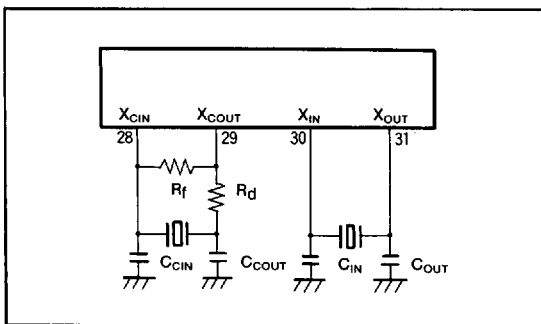 XCIN XCOUT XIN XOUT
28 29 30 31
Rf Rd
CCIN CCOUT CIN COUT